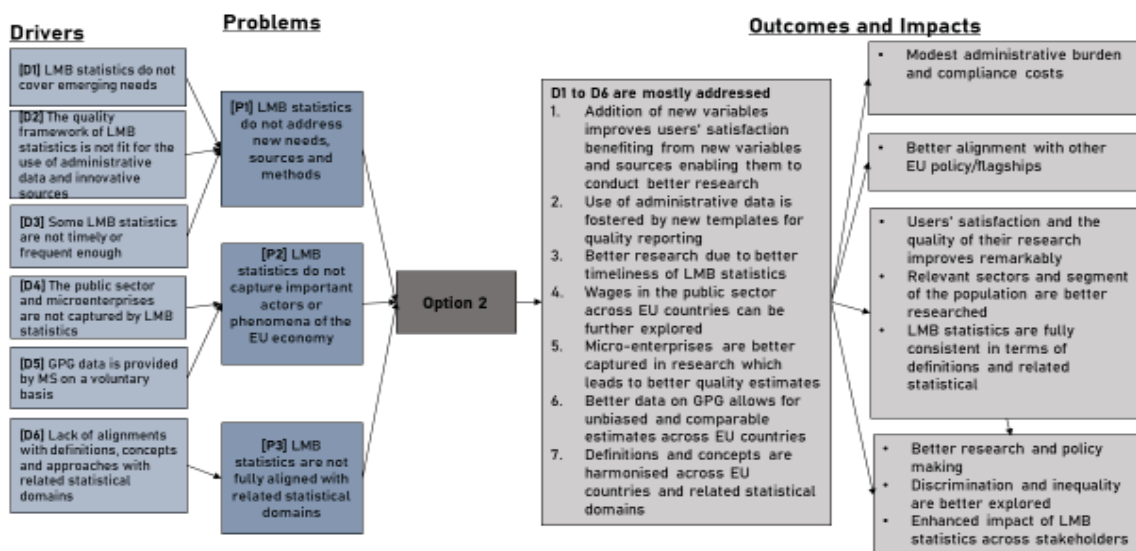 Drivers
[D1] LMB statistics do not
cover emerging needs
[D2] The quality
framework of LMB
statistics is not fit for the
use of administrative
data and innovative
sources
[D3] Some LMB statistics
are not timely or
frequent enough
[D4] The public sector
and microenterprises
are not captured by LMB
statistics
[D5] GPG data is provided
by MS on a voluntary
basis
[D6] Lack of alignments
with definitions, concepts
and approaches with
related statistical
domains
Problems
[P1] LMB statistics
do not address
new needs,
sources and
methods
[P2] LMB
statistics do not
capture important
actors or
phenomena of the
EU economy
[P3] LMB
statistics are not
fully aligned with
related statistical
domains
Option 2
Outcomes and Impacts
D1 to D6 are mostly addressed
1. Addition of new variables
improves users' satisfaction
benefiting from new variables
and sources enabling them to
conduct better research
2. Use of administrative data is
fostered by new templates for
quality reporting
3. Better research due to better
timeliness of LMB statistics
4. Wages in the public sector
across EU countries can be
further explored
5. Micro-enterprises are better
captured in research which
leads to better quality estimates
6. Better data on GPG allows for
unbiased and comparable
estimates across EU countries
7. Definitions and concepts are
harmonised across EU
countries and related statistical
domains
• Modest administrative burden
and compliance costs
• Better alignment with other
EU policy/flagships
• Users' satisfaction and the
quality of their research
improves remarkably
• Relevant sectors and segment
of the population are better
researched
• LMB statistics are fully
consistent in terms of
definitions and related
statistical
• Better research and policy
making
• Discrimination and inequality
are better explored
• Enhanced impact of LMB
statistics across stakeholders